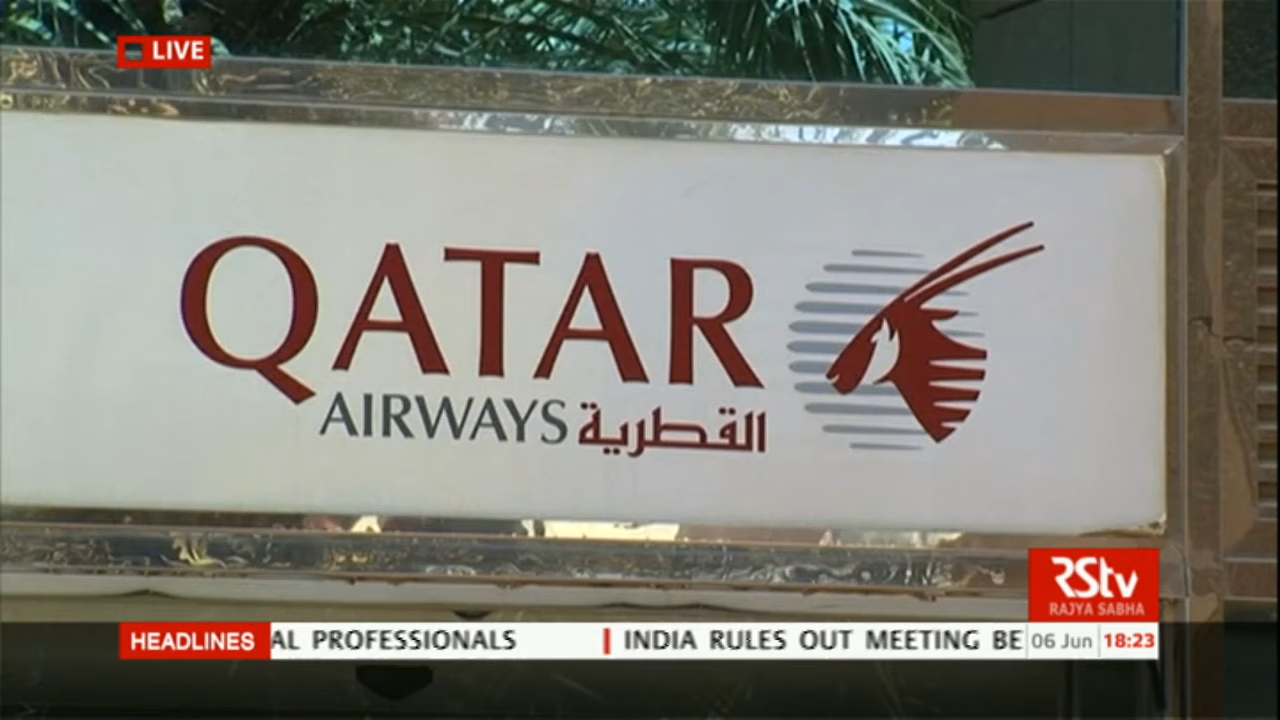 LIVE
QATAR
AIRWAYS القطرية
RSTV
RAJYA SABHA
HEADLINES AL PROFESSIONALS | INDIA RULES OUT MEETING BE 06 Jun 18:23